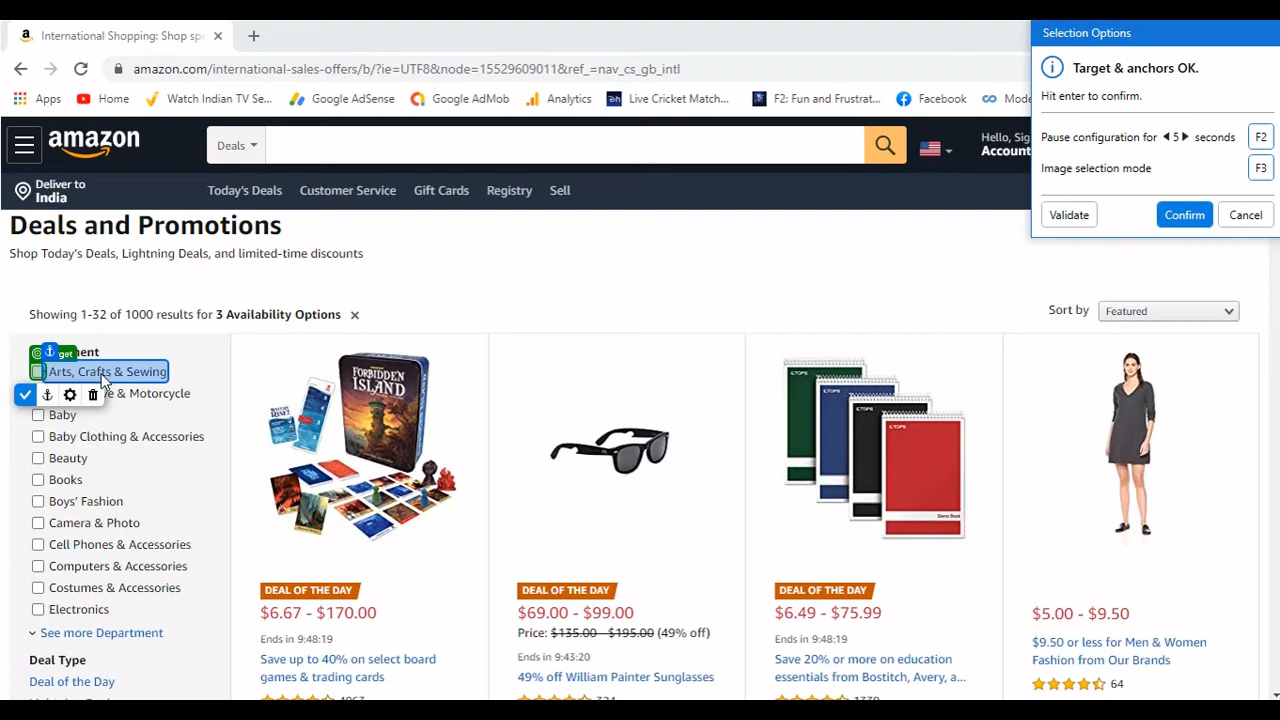 International Shopping: Shop spe
Selection Options
Target & anchors OK.
Hit enter to confirm.
Pause configuration for 5 seconds F2
Image selection mode F3
Validate Confirm Cancel
amazon.com/international-sales-offers/b/?ie=UTF8&node=15529609011&ref_=nav_cs_gb_intl
Apps Home Watch Indian TV Se... Google AdSense Google AdMob Analytics Live Cricket Match... F2: Fun and Frustrat... Facebook Mode
amazon
Deals
Hello, Sig
Account
Deliver to
India
Today's Deals Customer Service Gift Cards Registry Sell
Deals and Promotions
Shop Today's Deals, Lightning Deals, and limited-time discounts
Showing 1-32 of 1000 results for 3 Availability Options
Sort by Featured
Arts, Crafts & Sewing
& Motorcycle
Baby
Baby Clothing & Accessories
Beauty
Books
Boys' Fashion
Camera & Photo
Cell Phones & Accessories
Computers & Accessories
Costumes & Accessories
Electronics
See more Department
Deal Type
Deal of the Day
FORBIDDEN
ISLAND
DEAL OF THE DAY
$6.67 - $170.00
Ends in 9:48:19
Save up to 40% on select board
games & trading cards
DEAL OF THE DAY
$69.00 - $99.00
Price: $135.00 - $195.00 (49% off)
Ends in 9:43:20
49% off William Painter Sunglasses
DEAL OF THE DAY
$6.49 - $75.99
Ends in 9:48:19
Save 20% or more on education
essentials from Bostitch, Avery, a...
$5.00 - $9.50
$9.50 or less for Men & Women
Fashion from Our Brands
64